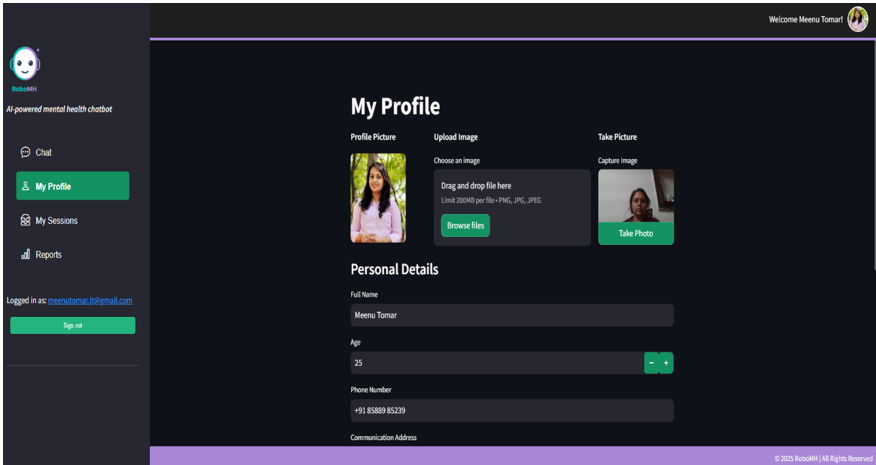 Welcome Meenu Tomar!
RoboMH
AI-powered mental health chatbot
Chat
My Profile
My Sessions
Reports
Logged in as: meenutomar.jt@gmail.com
Sign out
My Profile
Profile Picture
Upload Image
Take Picture
Choose an image
Capture Image
Drag and drop file here
Limit 200MB per file • PNG, JPG, JPEG
Browse files
Take Photo
Personal Details
Full Name
Meenu Tomar
Age
25
- +
Phone Number
+91 85889 85239
Communication Address
© 2025 RoboMH | All Rights Reserved